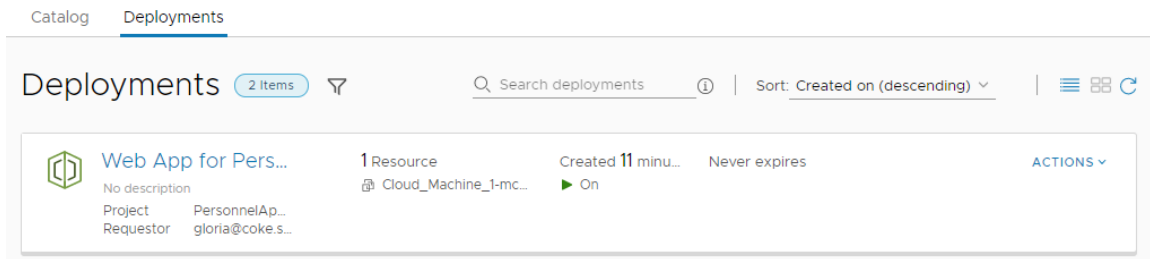 Catalog Deployments
Deployments 2 Items Search deployments Sort: Created on (descending)
Web App for Pers... 1 Resource Created 11 minu... Never expires ACTIONS
No description Cloud_Machine_1-mc... On
Project PersonnelAp...
Requestor gloria@coke.s...